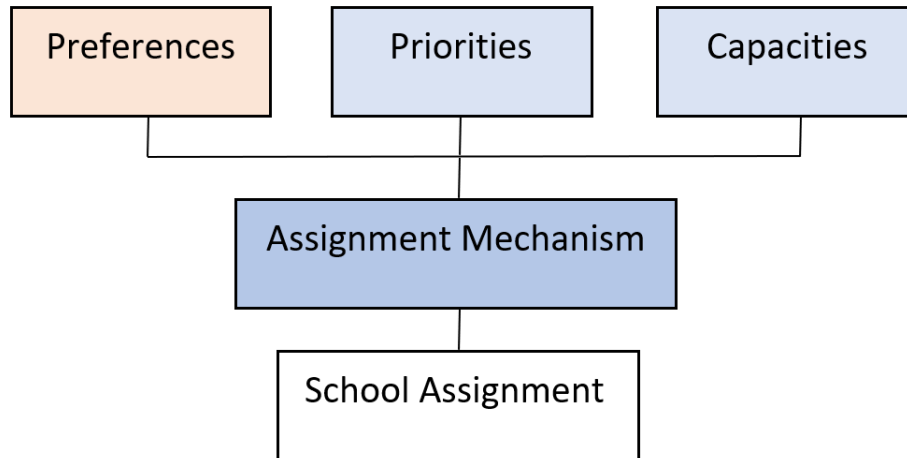 Preferences
Priorities
Capacities
Assignment Mechanism
School Assignment